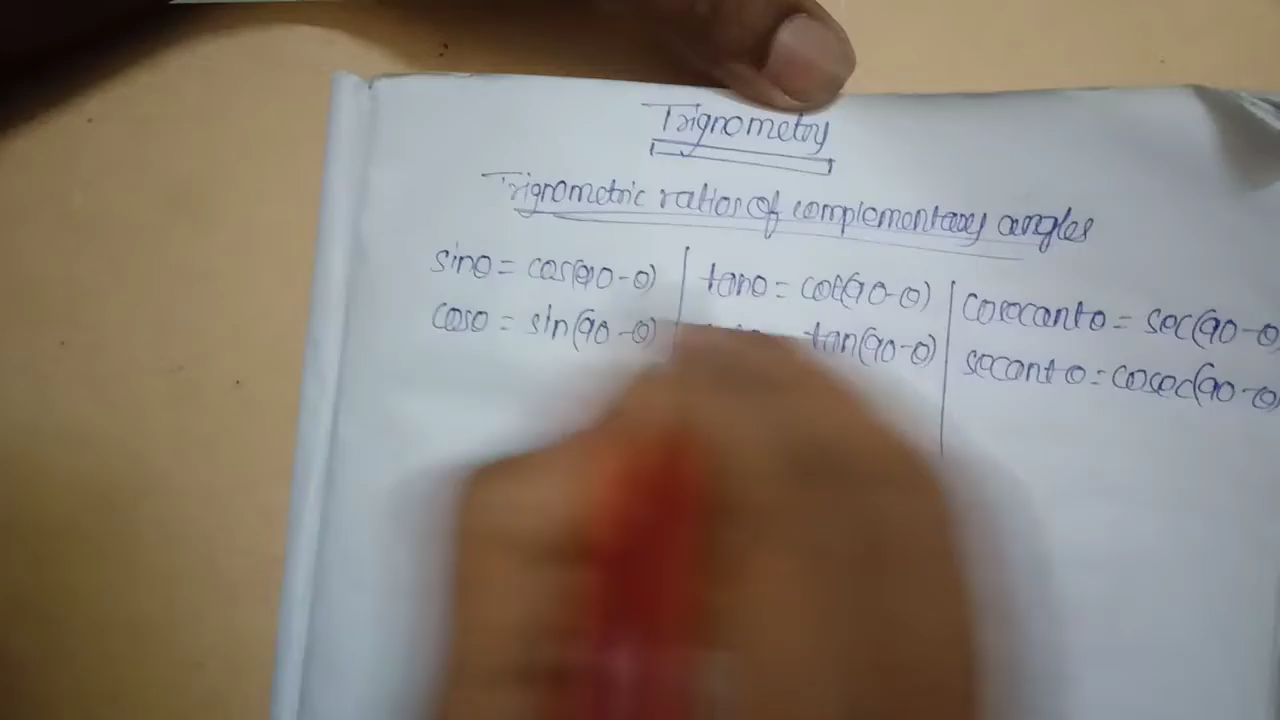 Trignometry
Trignometric ratios of complementary angles
sinθ = cos(90-θ)
cosθ = sin(90-θ)
tanθ = cot(90-θ)
tan(90-θ)
cosecantθ = sec(90-θ
secantθ = cosec(90-θ)